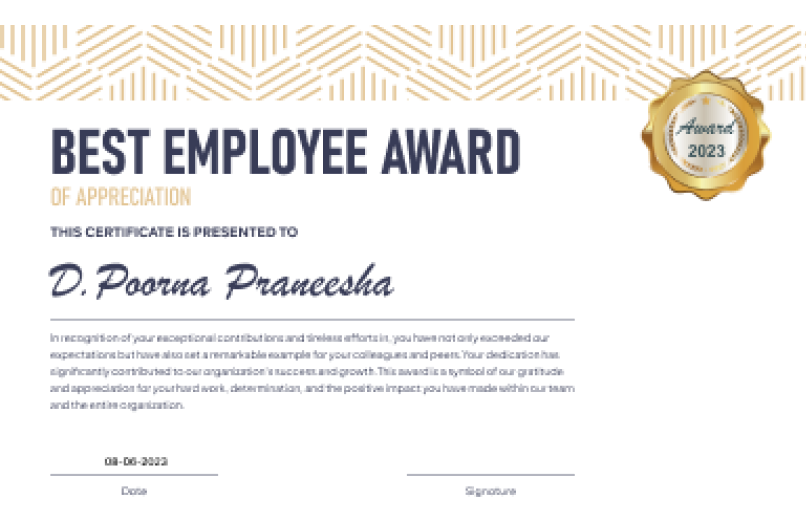 Award
2023
BEST EMPLOYEE AWARD
OF APPRECIATION
THIS CERTIFICATE IS PRESENTED TO
D. Poorna Praneesha
In recognition of your exceptional contributions and tireless efforts in, you have not only exceeded our
expectations but have also set a remarkable example for your colleagues and peers. Your dedication has
significantly contributed to our organization's success and growth. This award is a symbol of our gratitude
and appreciation for your hard work, determination, and the positive impact you have made within our team
and the entire organization.
08-06-2023
Date
Signature